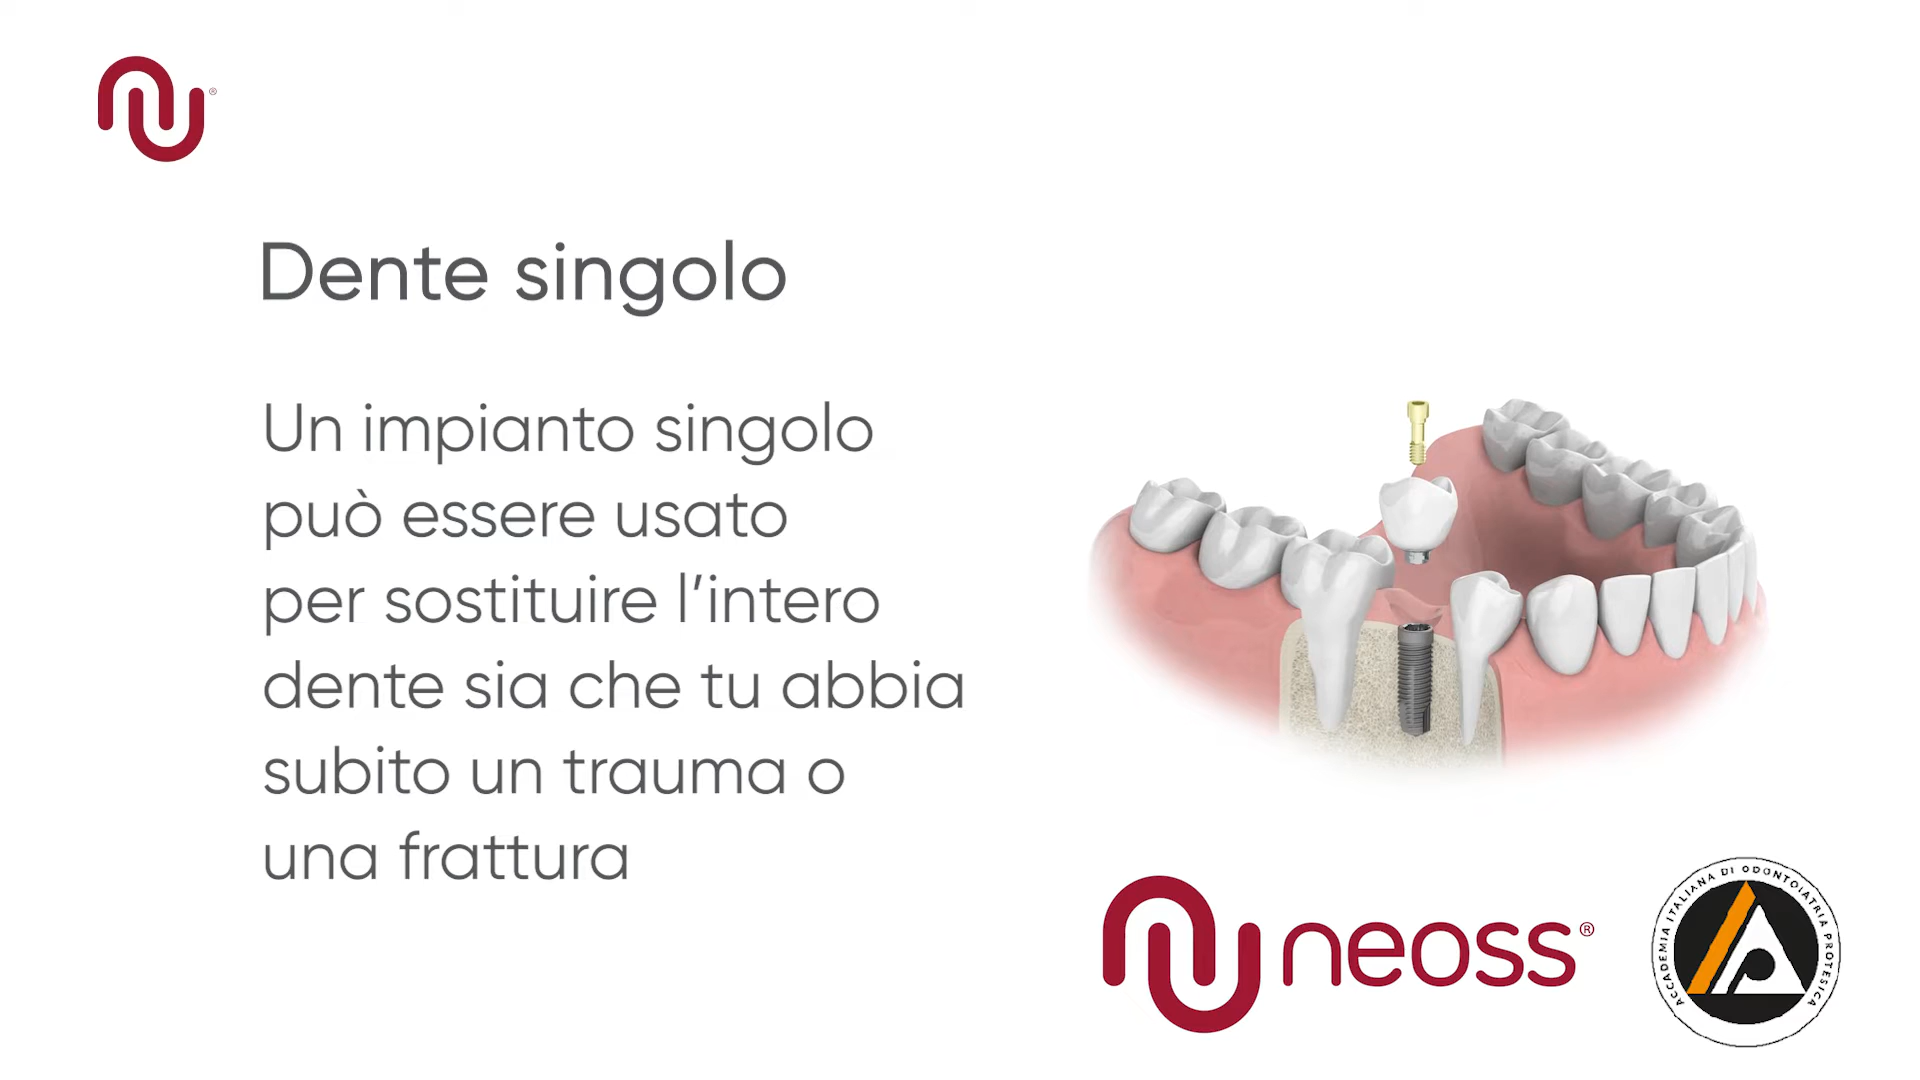 ®
Dente singolo
Un impianto singolo
può essere usato
per sostituire l’intero
dente sia che tu abbia
subito un trauma o
una frattura
neoss®
ACCADEMIA ITALIANA DI ODONTOIATRIA PROTESICA